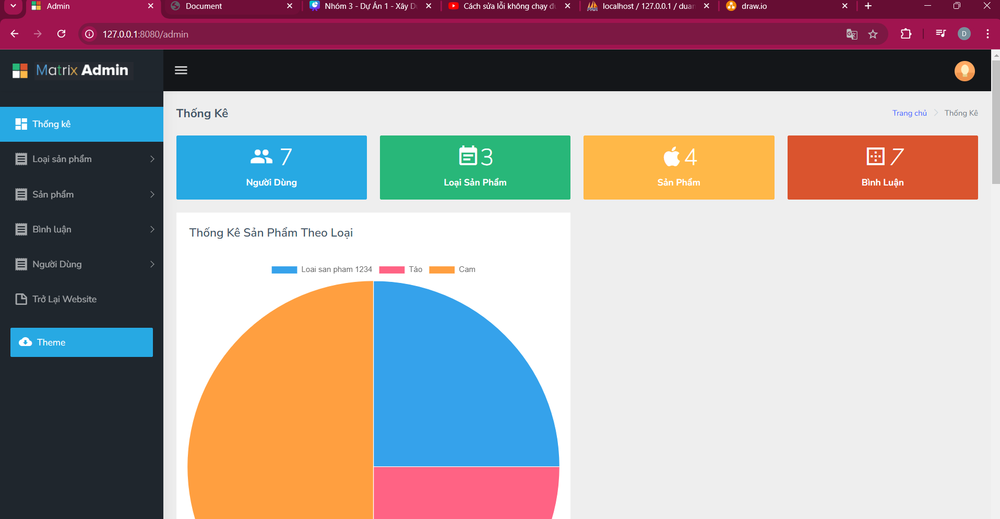 Admin
Document
Nhóm 3 - Dự Án 1 - Xây Dự
Cách sửa lỗi không chạy đư
localhost / 127.0.0.1 / duan
draw.io
127.0.0.1:8080/admin
D
Matrix Admin
Thống kê
Loại sản phẩm
Sản phẩm
Bình luận
Người Dùng
Trở Lại Website
Theme
Thống Kê
Trang chủ
Thống Kê
7
Người Dùng
3
Loại Sản Phẩm
4
Sản Phẩm
7
Bình Luận
Thống Kê Sản Phẩm Theo Loại
Loai san pham 1234
Táo
Cam